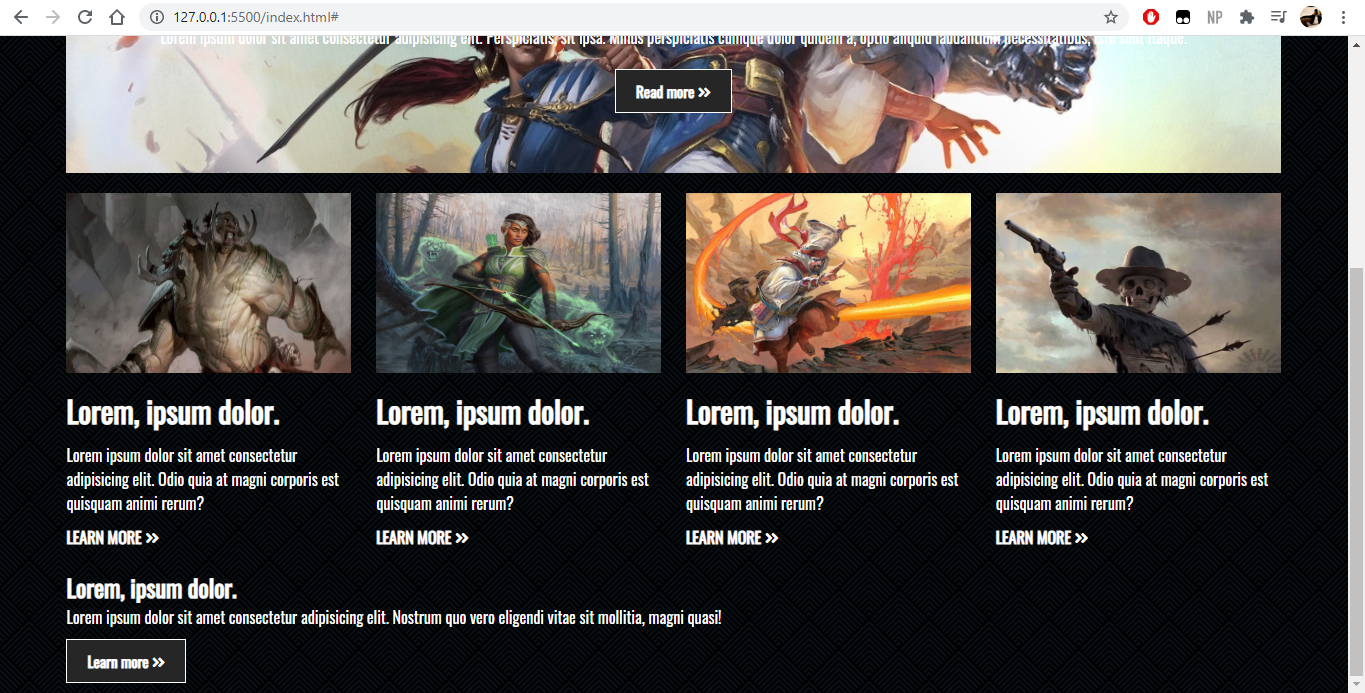 127.0.0.1:5500/index.html#
NP
Lorem ipsum dolor sit amet consectetur adipisicing elit. Perspiciatis sit ipsa. Minus perspiciatis cumque dolor quidem a, optio aliquid laudantium necessitatibus. Iste sunt itaque.
Read more »
Lorem, ipsum dolor.
Lorem ipsum dolor sit amet consectetur
adipisicing elit. Odio quia at magni corporis est
quisquam animi rerum?
LEARN MORE »
Lorem, ipsum dolor.
Lorem ipsum dolor sit amet consectetur
adipisicing elit. Odio quia at magni corporis est
quisquam animi rerum?
LEARN MORE »
Lorem, ipsum dolor.
Lorem ipsum dolor sit amet consectetur
adipisicing elit. Odio quia at magni corporis est
quisquam animi rerum?
LEARN MORE »
Lorem, ipsum dolor.
Lorem ipsum dolor sit amet consectetur
adipisicing elit. Odio quia at magni corporis est
quisquam animi rerum?
LEARN MORE »
Lorem, ipsum dolor.
Lorem ipsum dolor sit amet consectetur adipisicing elit. Nostrum quo vero eligendi vitae sit mollitia, magni quasi!
Learn more »